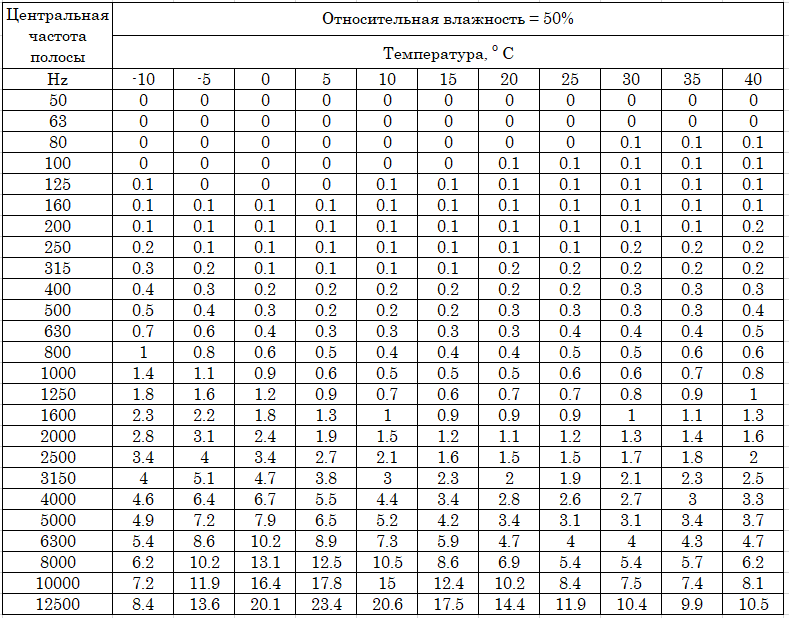 Центральная частота полосы Относительная влажность = 50%
Температура, ° С
Hz -10 -5 0 5 10 15 20 25 30 35 40
50 0 0 0 0 0 0 0 0 0 0 0
63 0 0 0 0 0 0 0 0 0 0 0
80 0 0 0 0 0 0 0 0 0.1 0.1 0.1
100 0 0 0 0 0 0 0.1 0.1 0.1 0.1 0.1
125 0.1 0 0 0 0.1 0.1 0.1 0.1 0.1 0.1 0.1
160 0.1 0.1 0.1 0.1 0.1 0.1 0.1 0.1 0.1 0.1 0.1
200 0.1 0.1 0.1 0.1 0.1 0.1 0.1 0.1 0.1 0.1 0.2
250 0.2 0.1 0.1 0.1 0.1 0.1 0.1 0.1 0.2 0.2 0.2
315 0.3 0.2 0.1 0.1 0.1 0.1 0.2 0.2 0.2 0.2 0.2
400 0.4 0.3 0.2 0.2 0.2 0.2 0.2 0.2 0.3 0.3 0.3
500 0.5 0.4 0.3 0.2 0.2 0.2 0.3 0.3 0.3 0.3 0.4
630 0.7 0.6 0.4 0.3 0.3 0.3 0.3 0.4 0.4 0.4 0.5
800 1 0.8 0.6 0.5 0.4 0.4 0.4 0.5 0.5 0.6 0.6
1000 1.4 1.1 0.9 0.6 0.5 0.5 0.5 0.6 0.6 0.7 0.8
1250 1.8 1.6 1.2 0.9 0.7 0.6 0.7 0.7 0.8 0.9 1
1600 2.3 2.2 1.8 1.3 1 0.9 0.9 0.9 1 1.1 1.3
2000 2.8 3.1 2.4 1.9 1.5 1.2 1.1 1.2 1.3 1.4 1.6
2500 3.4 4 3.4 2.7 2.1 1.6 1.5 1.5 1.7 1.8 2
3150 4 5.1 4.7 3.8 3 2.3 2 1.9 2.1 2.3 2.5
4000 4.6 6.4 6.7 5.5 4.4 3.4 2.8 2.6 2.7 3 3.3
5000 4.9 7.2 7.9 6.5 5.2 4.2 3.4 3.1 3.1 3.4 3.7
6300 5.4 8.6 10.2 8.9 7.3 5.9 4.7 4 4 4.3 4.7
8000 6.2 10.2 13.1 12.5 10.5 8.6 6.9 5.4 5.4 5.7 6.2
10000 7.2 11.9 16.4 17.8 15 12.4 10.2 8.4 7.5 7.4 8.1
12500 8.4 13.6 20.1 23.4 20.6 17.5 14.4 11.9 10.4 9.9 10.5